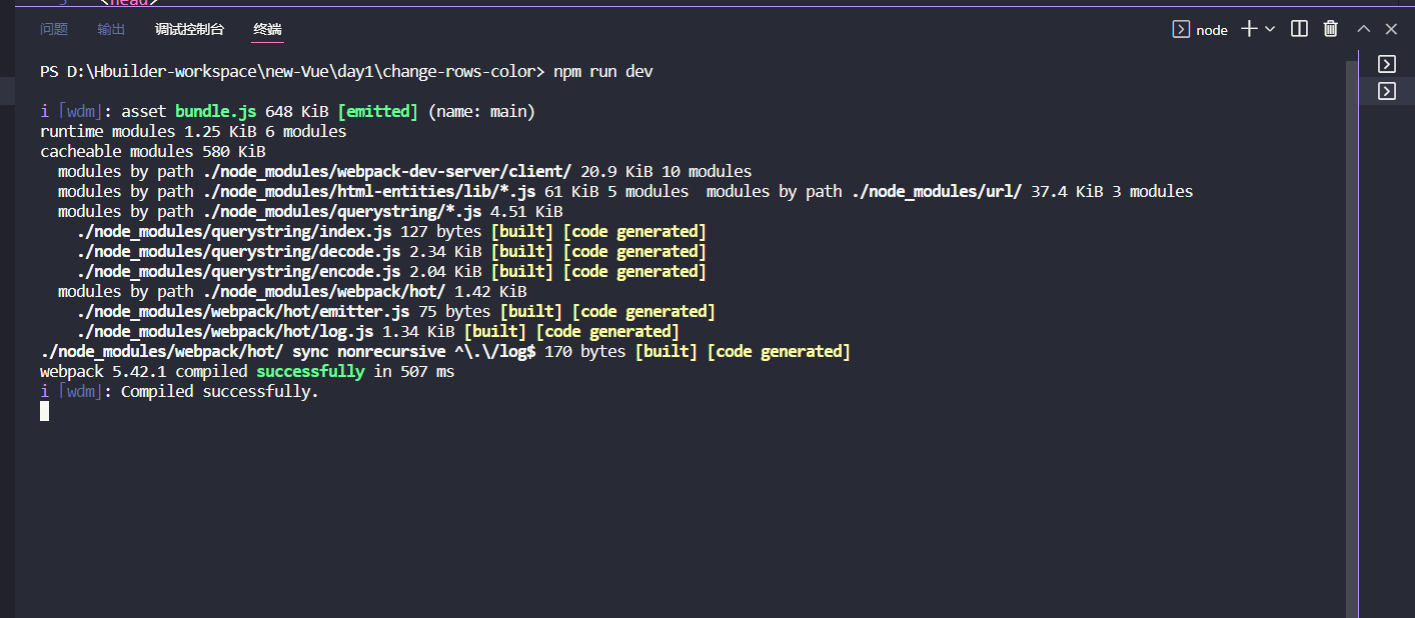 3 <head>
问题 输出 调试控制台 终端 node
PS D:\Hbuilder-workspace\new-Vue\day1\change-rows-color> npm run dev
i ｢wdm｣: asset bundle.js 648 KiB [emitted] (name: main)
runtime modules 1.25 KiB 6 modules
cacheable modules 580 KiB
  modules by path ./node_modules/webpack-dev-server/client/ 20.9 KiB 10 modules
  modules by path ./node_modules/html-entities/lib/*.js 61 KiB 5 modules  modules by path ./node_modules/url/ 37.4 KiB 3 modules
  modules by path ./node_modules/querystring/*.js 4.51 KiB
    ./node_modules/querystring/index.js 127 bytes [built] [code generated]
    ./node_modules/querystring/decode.js 2.34 KiB [built] [code generated]
    ./node_modules/querystring/encode.js 2.04 KiB [built] [code generated]
  modules by path ./node_modules/webpack/hot/ 1.42 KiB
    ./node_modules/webpack/hot/emitter.js 75 bytes [built] [code generated]
    ./node_modules/webpack/hot/log.js 1.34 KiB [built] [code generated]
./node_modules/webpack/hot/ sync nonrecursive ^\.\/log$ 170 bytes [built] [code generated]
webpack 5.42.1 compiled successfully in 507 ms
i ｢wdm｣: Compiled successfully.